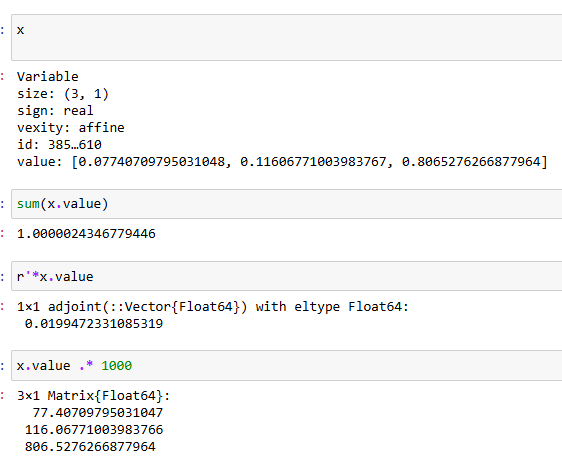 : x
: Variable
size: (3, 1)
sign: real
vexity: affine
id: 385…610
value: [0.07740709795031048, 0.11606771003983767, 0.8065276266877964]
: sum(x.value)
: 1.0000024346779446
: r'*x.value
: 1×1 adjoint(::Vector{Float64}) with eltype Float64:
0.0199472331085319
: x.value .* 1000
: 3×1 Matrix{Float64}:
77.40709795031047
116.06771003983766
806.5276266877964